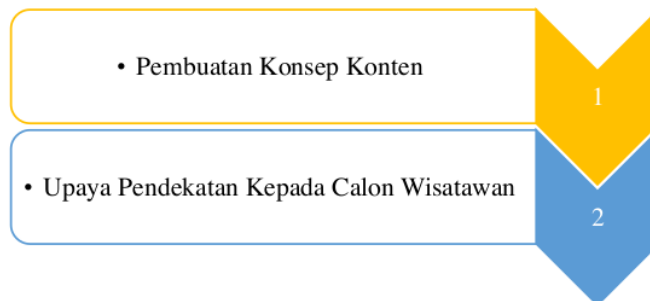 • Pembuatan Konsep Konten
1
• Upaya Pendekatan Kepada Calon Wisatawan
2